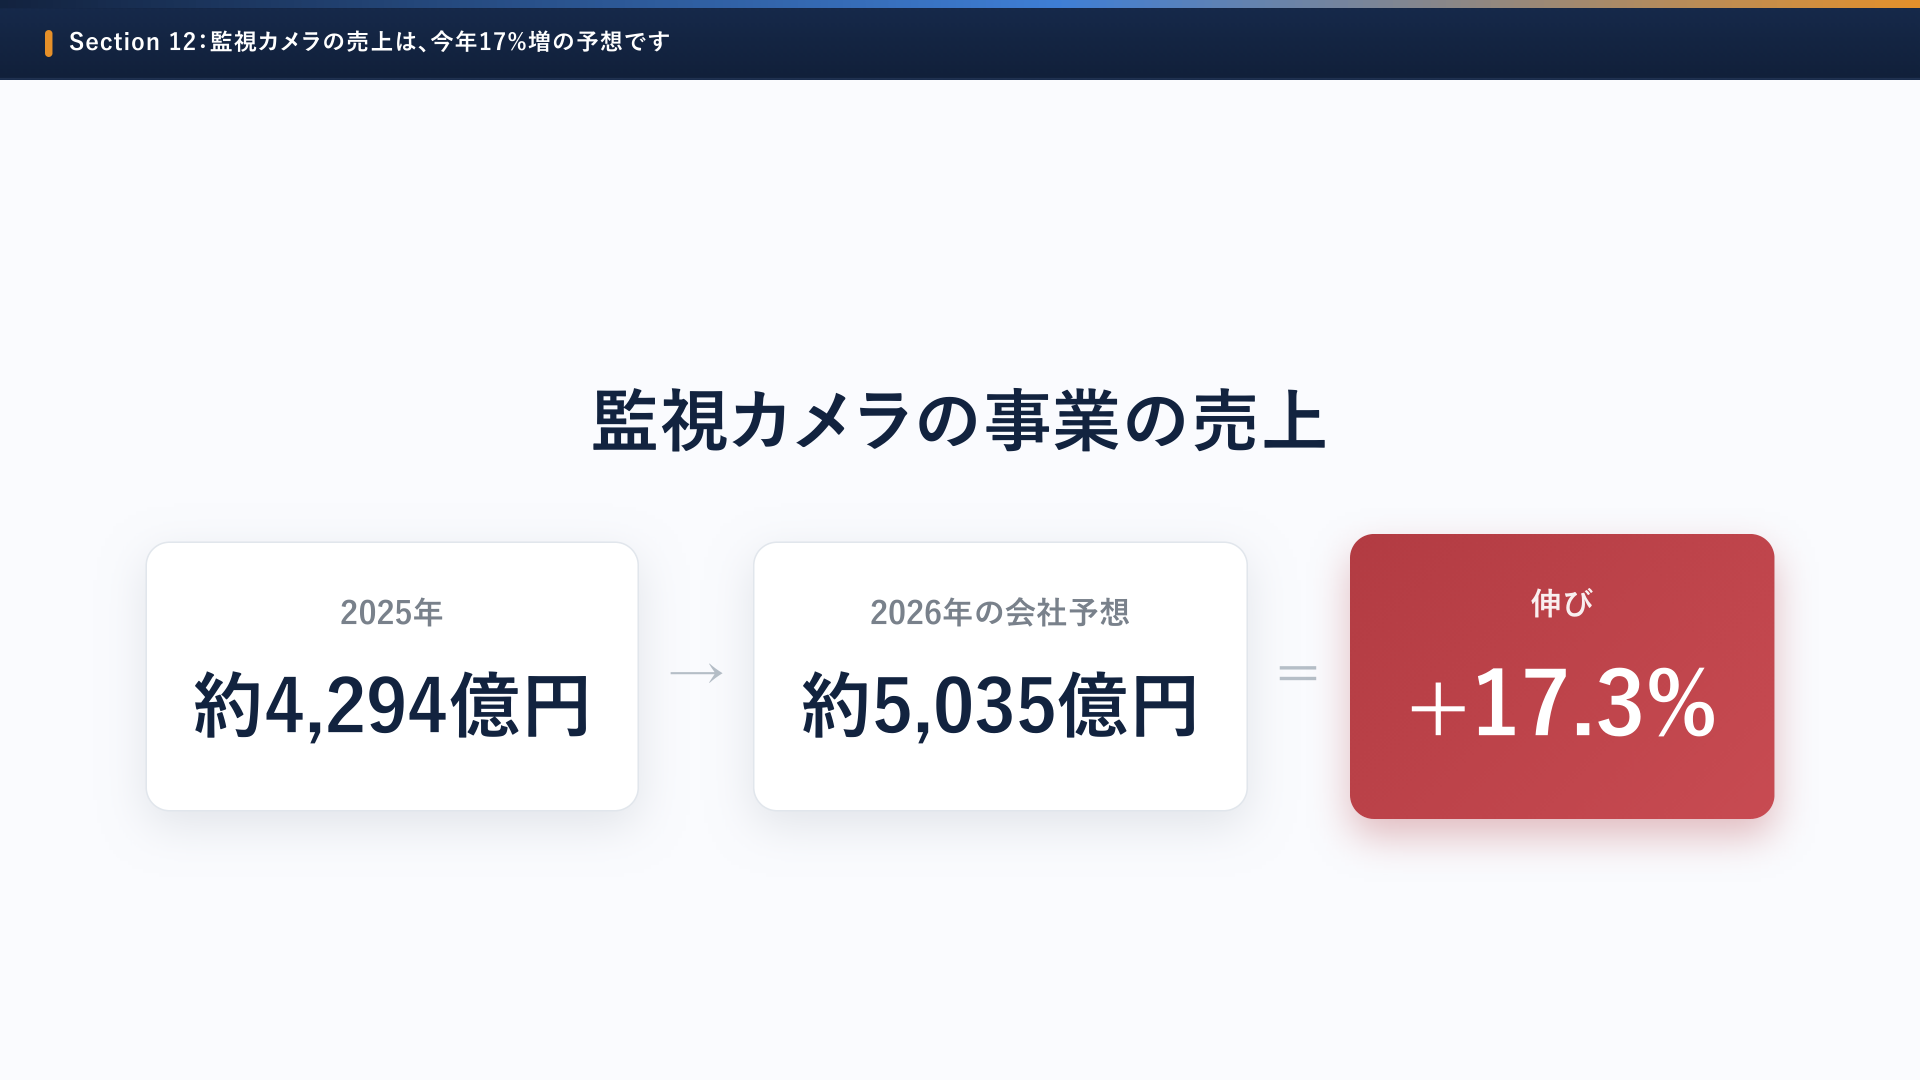 Section 12：監視カメラの売上は、今年17%増の予想です
監視カメラの事業の売上
2025年
約4,294億円
→
2026年の会社予想
約5,035億円
＝
伸び
＋17.3%